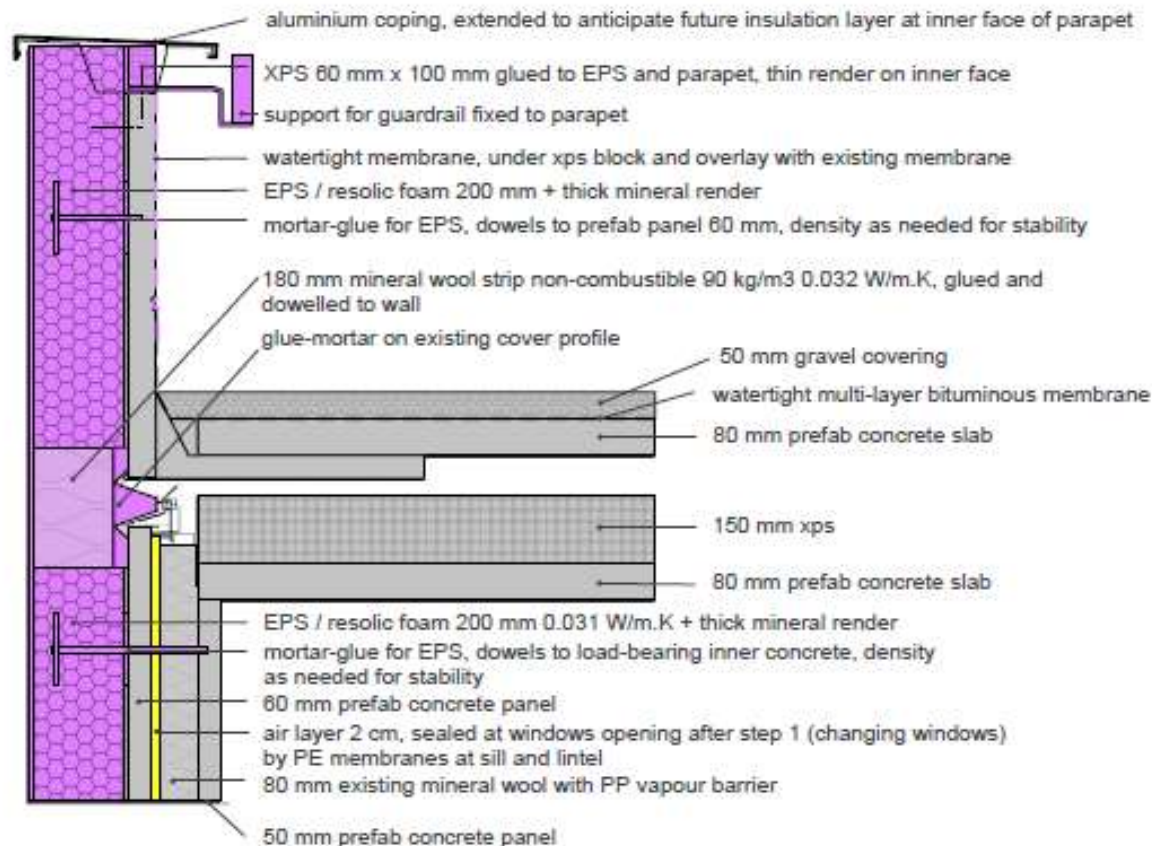 aluminium coping, extended to anticipate future insulation layer at inner face of parapet
XPS 60 mm x 100 mm glued to EPS and parapet, thin render on inner face
support for guardrail fixed to parapet
watertight membrane, under xps block and overlay with existing membrane
EPS / resolic foam 200 mm + thick mineral render
mortar-glue for EPS, dowels to prefab panel 60 mm, density as needed for stability
180 mm mineral wool strip non-combustible 90 kg/m3 0.032 W/m.K, glued and
dowelled to wall
glue-mortar on existing cover profile
50 mm gravel covering
watertight multi-layer bituminous membrane
80 mm prefab concrete slab
150 mm xps
80 mm prefab concrete slab
EPS / resolic foam 200 mm 0.031 W/m.K + thick mineral render
mortar-glue for EPS, dowels to load-bearing inner concrete, density
as needed for stability
60 mm prefab concrete panel
air layer 2 cm, sealed at windows opening after step 1 (changing windows)
by PE membranes at sill and lintel
80 mm existing mineral wool with PP vapour barrier
50 mm prefab concrete panel